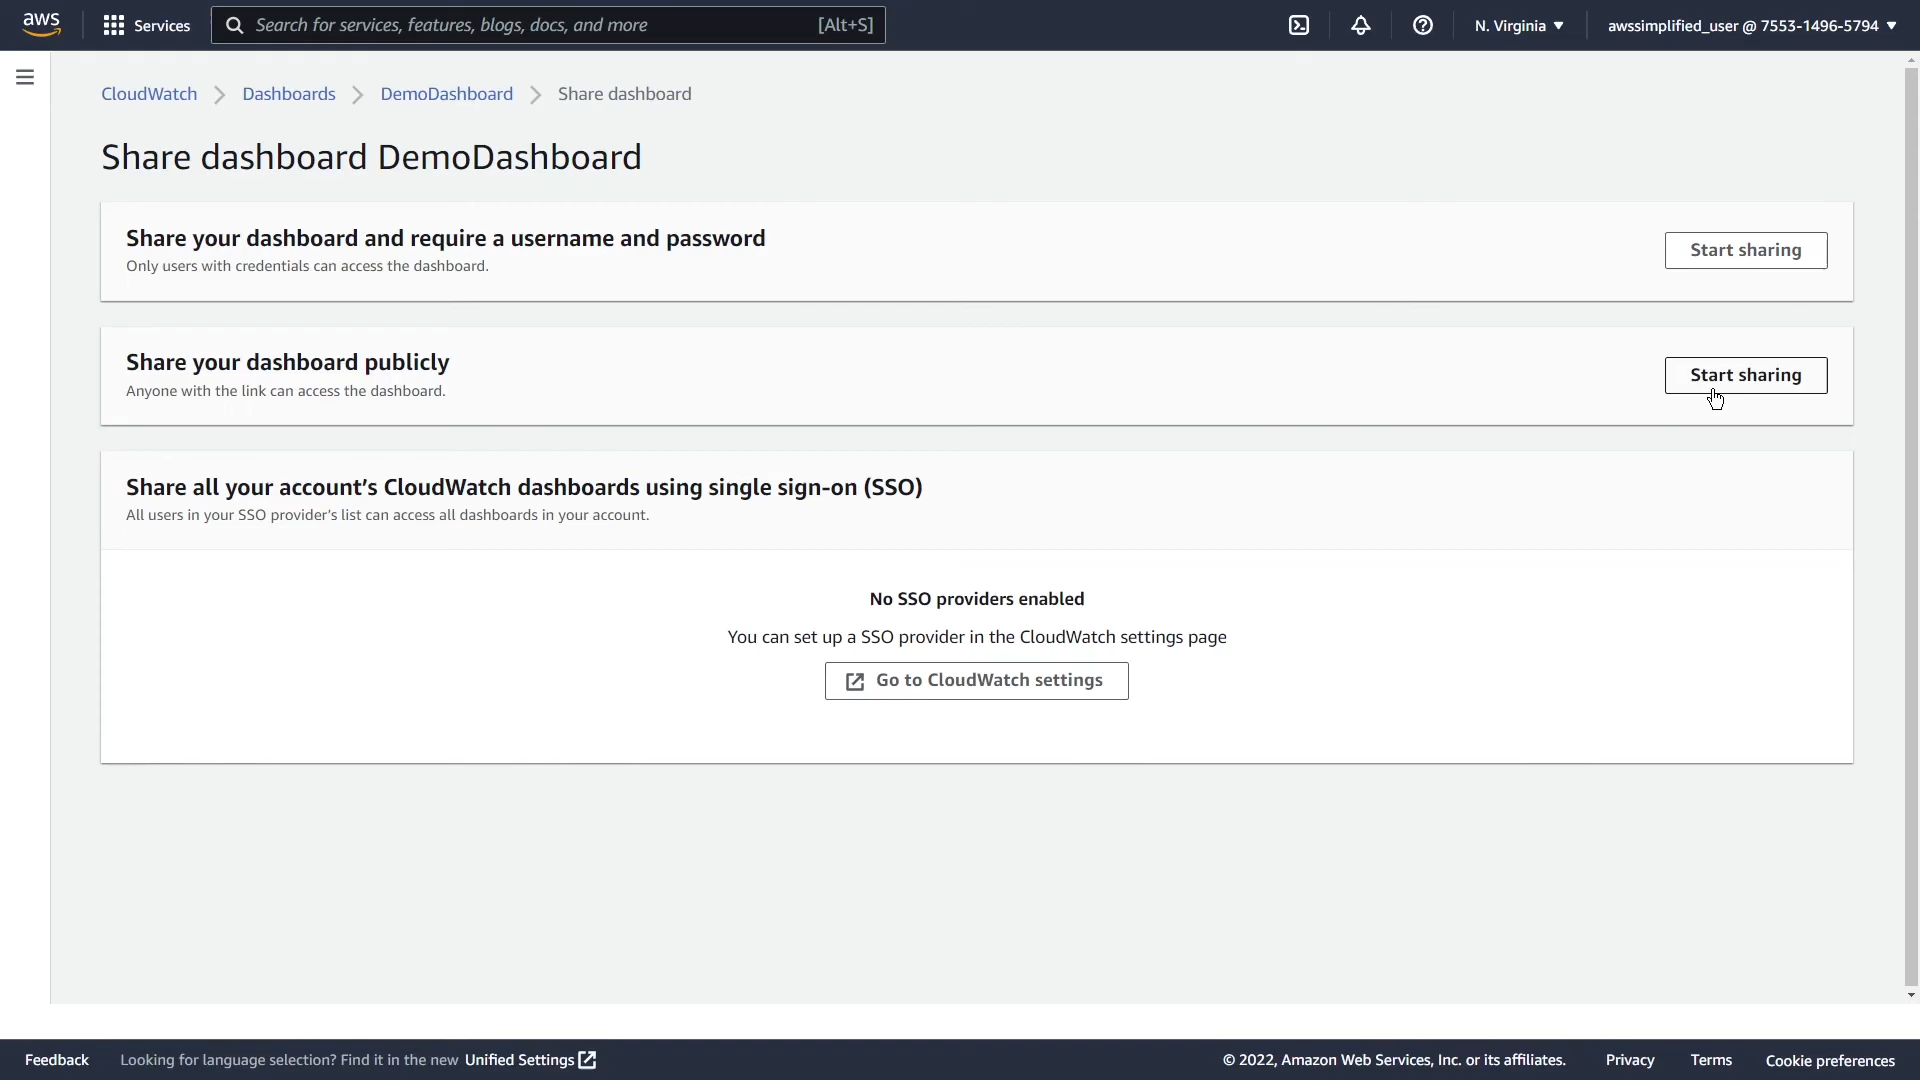 aws
Services
Search for services, features, blogs, docs, and more [Alt+S]
N. Virginia
awssimplified_user @ 7553-1496-5794
CloudWatch
Dashboards
DemoDashboard
Share dashboard
Share dashboard DemoDashboard
Share your dashboard and require a username and password
Only users with credentials can access the dashboard.
Start sharing
Share your dashboard publicly
Anyone with the link can access the dashboard.
Start sharing
Share all your account's CloudWatch dashboards using single sign-on (SSO)
All users in your SSO provider's list can access all dashboards in your account.
No SSO providers enabled
You can set up a SSO provider in the CloudWatch settings page
Go to CloudWatch settings
Feedback
Looking for language selection? Find it in the new Unified Settings
© 2022, Amazon Web Services, Inc. or its affiliates.
Privacy
Terms
Cookie preferences